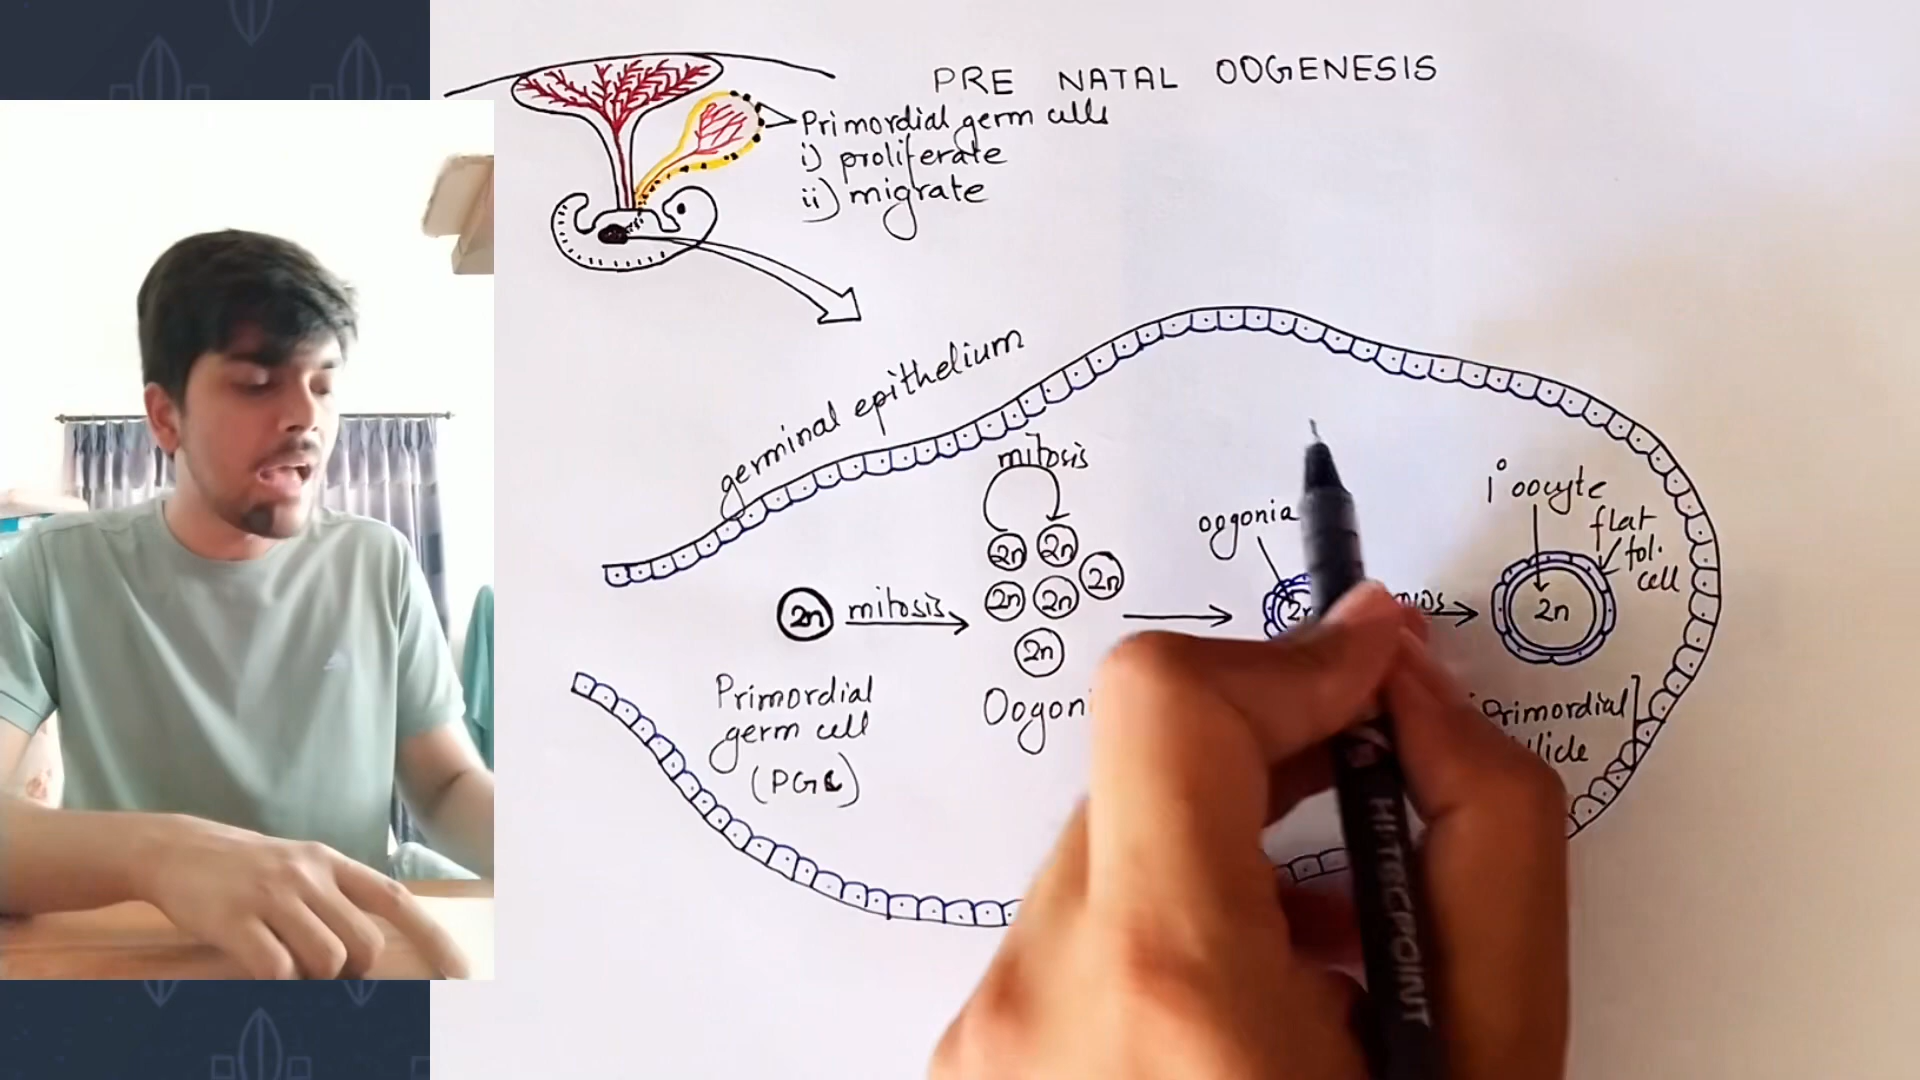 PRE NATAL OOGENESIS
Primordial germ cells
i) proliferate
ii) migrate
germinal epithelium
mitosis
2n 2n
2n 2n 2n
2n
2n
mitosis
Primordial
germ cell
(PGC)
oogonia
2n
i° oocyte
flat
fol.
cell
2n
Primordial
HI-TECPOINT